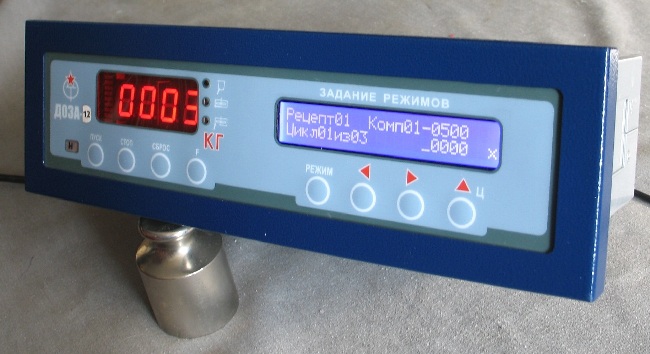 ДОЗА-12
0003
КГ
ПУСК
СТОП
СБРОС
F
ЗАДАНИЕ РЕЖИМОВ
Рецепт01 Комп01-0500
Цикл01из03 _0000 X
РЕЖИМ
Ц